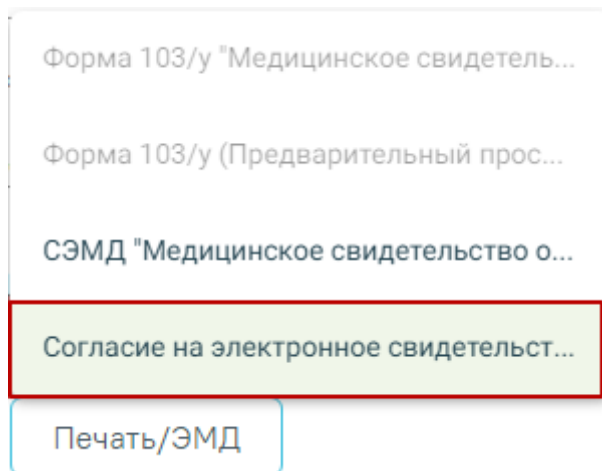 Форма 103/у "Медицинское свидетель...
Форма 103/у (Предварительный прос...
СЭМД "Медицинское свидетельство о...
Согласие на электронное свидетельст...
Печать/ЭМД